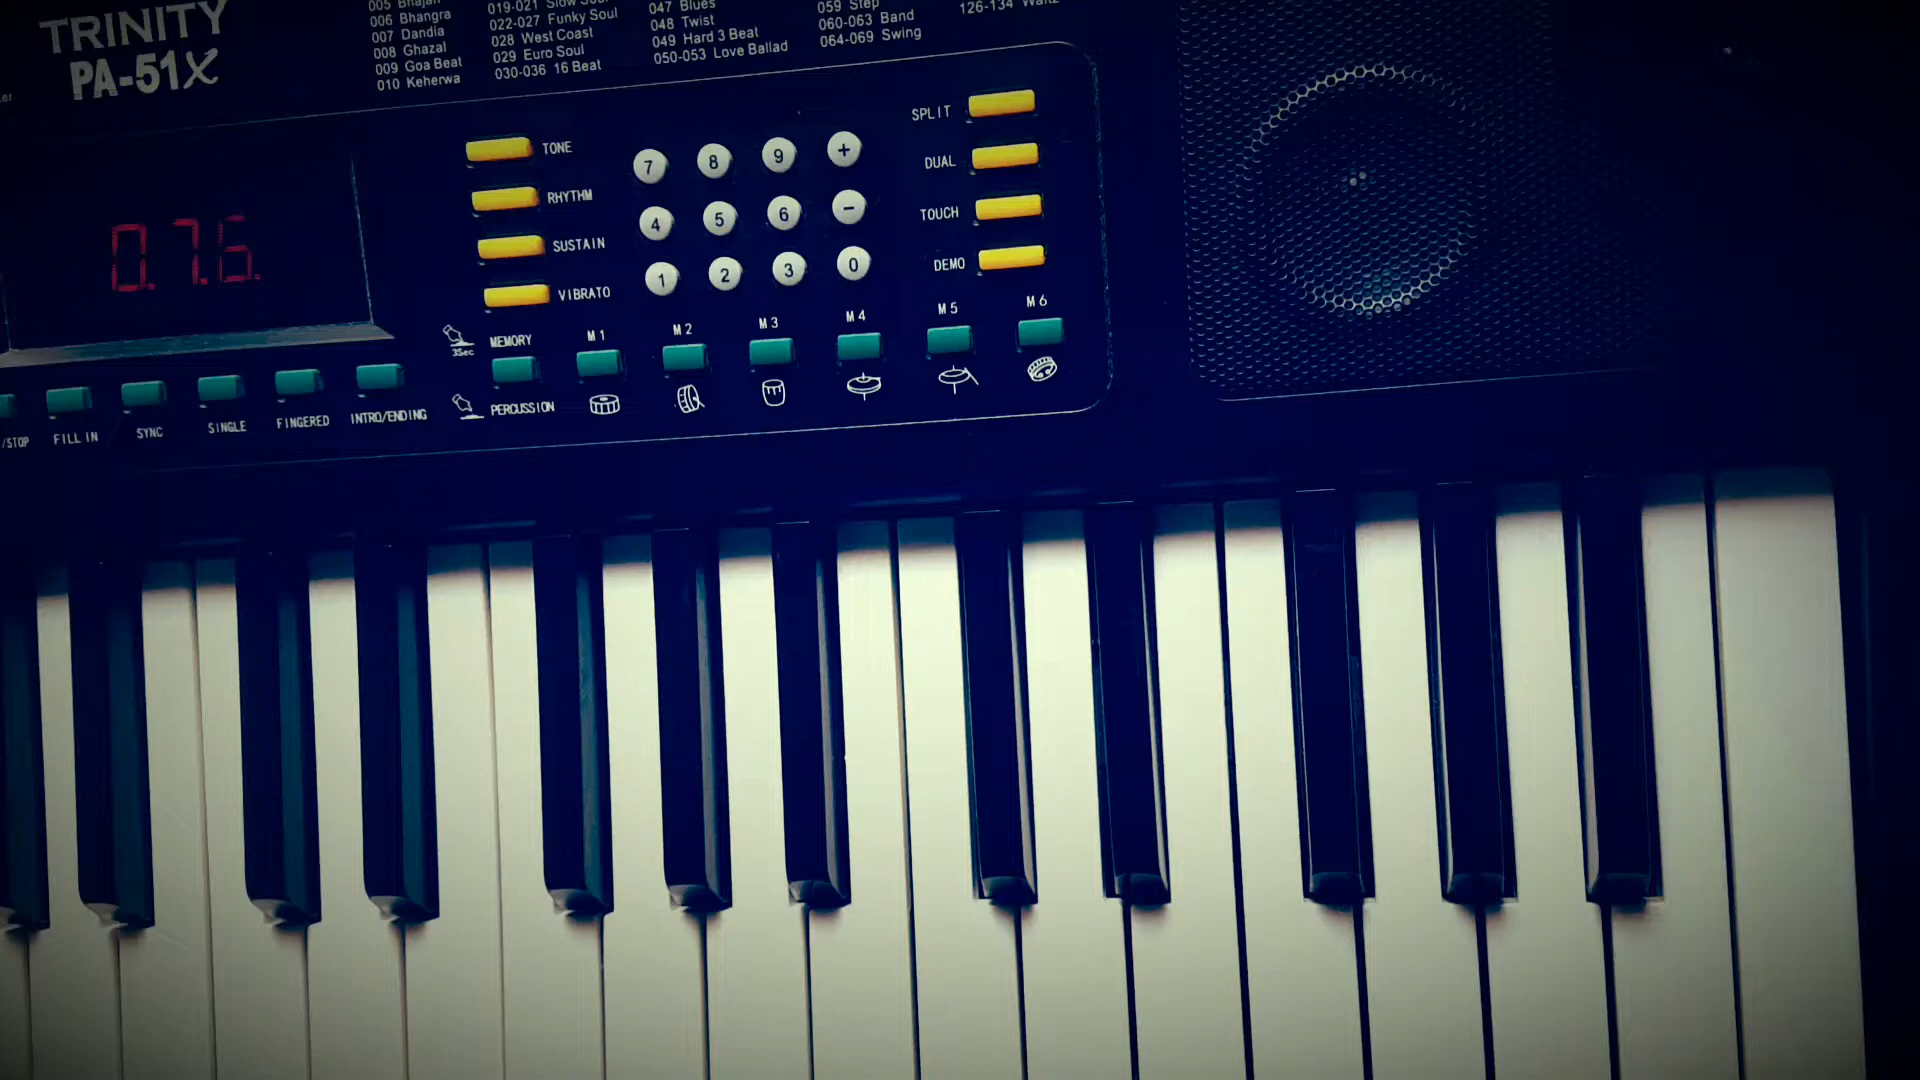 TRINITY
PA-51X
005 Bhajan
006 Bhangra
007 Dandia
008 Ghazal
009 Goa Beat
010 Keherwa
019-021 Slow Soul
022-027 Funky Soul
028 West Coast
029 Euro Soul
030-036 16 Beat
047 Blues
048 Twist
049 Hard 3 Beat
050-053 Love Ballad
059 Step
060-063 Band
064-069 Swing
126-134 Waltz
0.7.6.
TONE
RHYTHM
SUSTAIN
VIBRATO
7 8 9 +
4 5 6 −
1 2 3 0
SPLIT
DUAL
TOUCH
DEMO
3Sec
MEMORY M1 M2 M3 M4 M5 M6
PERCUSSION
/STOP FILL IN SYNC SINGLE FINGERED INTRO/ENDING